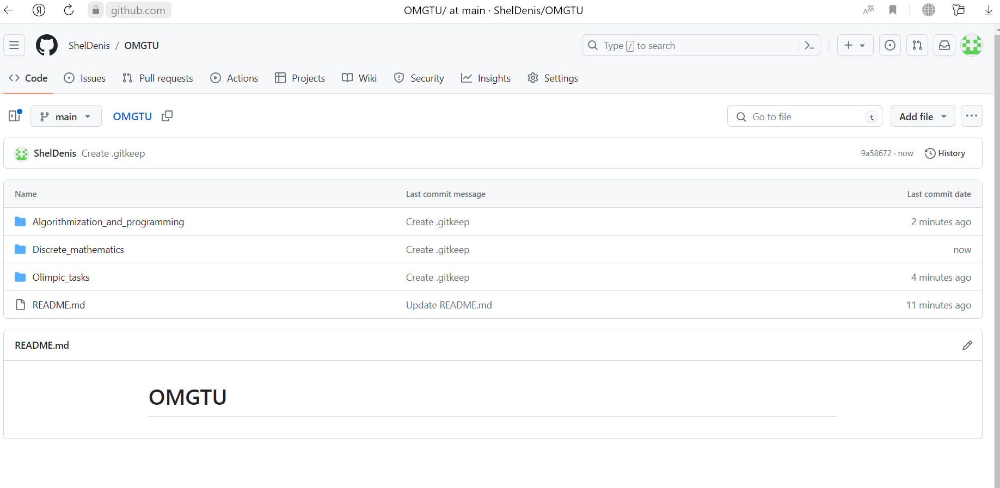 Я github.com OMGTU/ at main · ShelDenis/OMGTU
ShelDenis / OMGTU Type / to search
Code Issues Pull requests Actions Projects Wiki Security Insights Settings
main OMGTU Go to file t Add file
ShelDenis Create .gitkeep 9a58672 · now History
Name Last commit message Last commit date
Algorithmization_and_programming Create .gitkeep 2 minutes ago
Discrete_mathematics Create .gitkeep now
Olimpic_tasks Create .gitkeep 4 minutes ago
README.md Update README.md 11 minutes ago
README.md
OMGTU